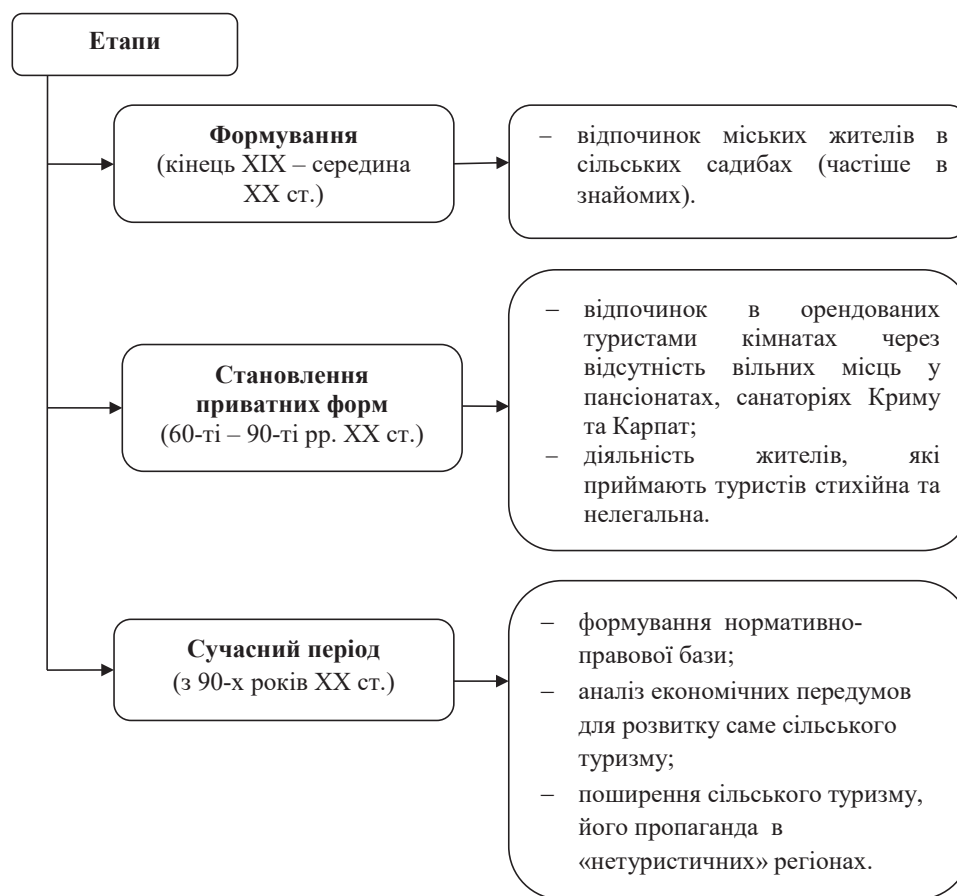 Етапи
Формування
(кінець XIX – середина
XX ст.)
– відпочинок міських жителів в
сільських садибах (частіше в
знайомих).
Становлення
приватних форм
(60-ті – 90-ті рр. XX ст.)
– відпочинок в орендованих
туристами кімнатах через
відсутність вільних місць у
пансіонатах, санаторіях Криму
та Карпат;
– діяльність жителів, які
приймають туристів стихійна та
нелегальна.
Сучасний період
(з 90-х років XX ст.)
– формування нормативно-
правової бази;
– аналіз економічних передумов
для розвитку саме сільського
туризму;
– поширення сільського туризму,
його пропаганда в
«нетуристичних» регіонах.